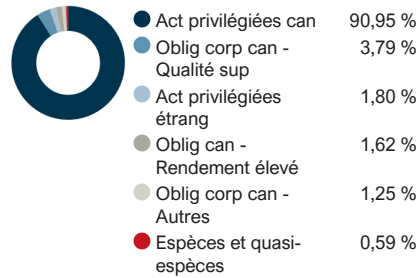 Act privilégiées can 90,95 %
Oblig corp can - 3,79 %
Qualité sup
Act privilégiées 1,80 %
étrang
Oblig can - 1,62 %
Rendement élevé
Oblig corp can - 1,25 %
Autres
Espèces et quasi- 0,59 %
espèces